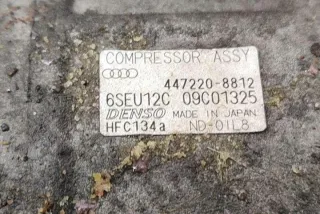 COMPRESSOR ASSY
447220-8812
6SEU12C 09C01325
DENSO MADE IN JAPAN
HFC134a ND-OIL8